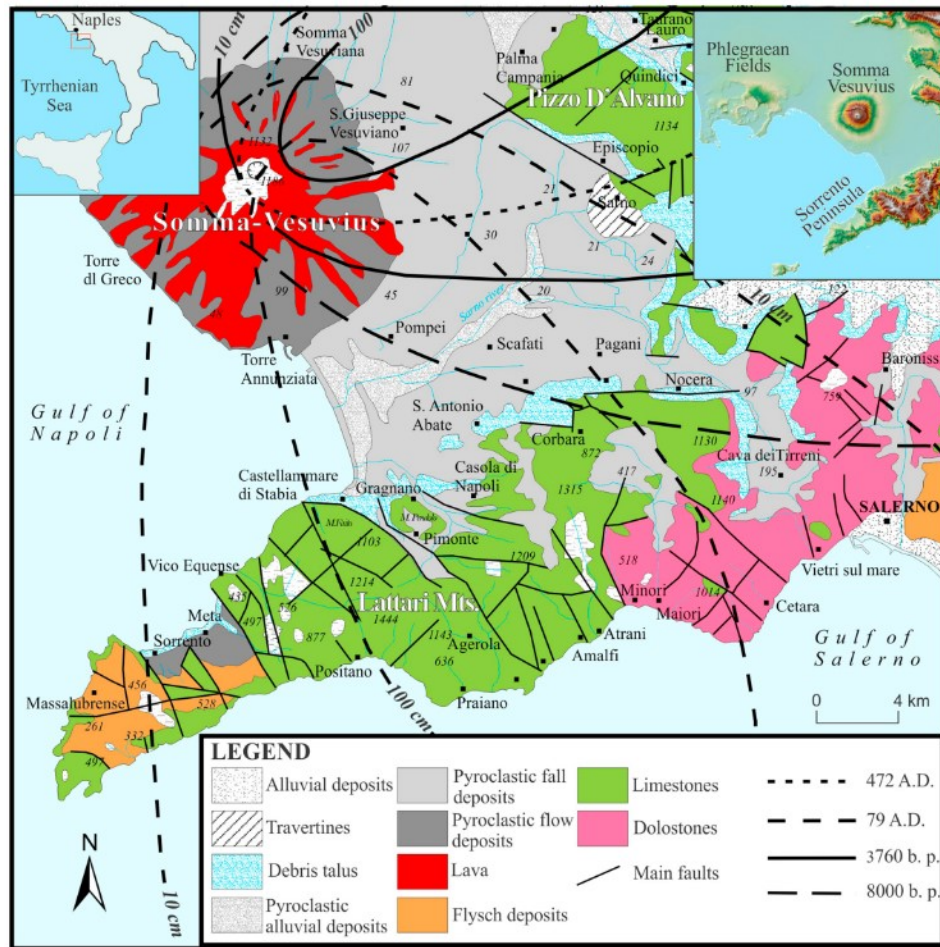 Naples
Tyrrhenian
Sea
10 cm
100
Somma
Vesuviana
81
Palma
Campania
Taurano
Lauro
Quindici
Pizzo D'Alvano
1134
Phlegraean
Fields
Somma
Vesuvius
Sorrento
Peninsula
S.Giuseppe
Vesuviano
107
1132
Episcopio
21
Sarno
Somma-Vesuvius
30
21
24
Torre
dl Greco
99
45
20
Sarno river
10 cm
122
Pompei
Scafati
Pagani
Baroniss
Torre
Annunziata
Nocera
97
759
Gulf of
Napoli
S. Antonio
Abate
Corbara
872
1130
Cava dei Tirreni
195
Castellammare
di Stabia
Gragnano
Casola di
Napoli
417
1315
1140
SALERNO
M.Faito
M.Pendolo
Pimonte
1103
1209
518
Vietri sul mare
Vico Equense
435
497
526
1214
Lattari Mts.
Minori
Maiori
1014
Cetara
Meta
Sorrento
877
1444
1143
Agerola
636
Atrani
Amalfi
Gulf of
Salerno
Positano
Praiano
Massalubrense
456
528
261
332
497
100 cm
0 4 km
10 cm
N
LEGEND
Alluvial deposits
Travertines
Debris talus
Pyroclastic
alluvial deposits
Pyroclastic fall
deposits
Pyroclastic flow
deposits
Lava
Flysch deposits
Limestones
Dolostones
Main faults
472 A.D.
79 A.D.
3760 b. p.
8000 b. p.